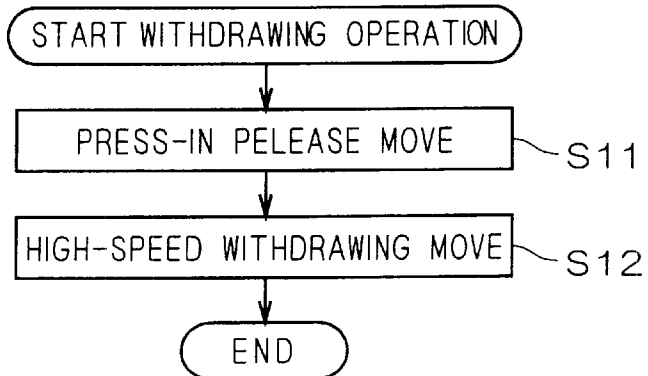 START WITHDRAWING OPERATION
PRESS-IN PELEASE MOVE
S11
HIGH-SPEED WITHDRAWING MOVE
S12
END